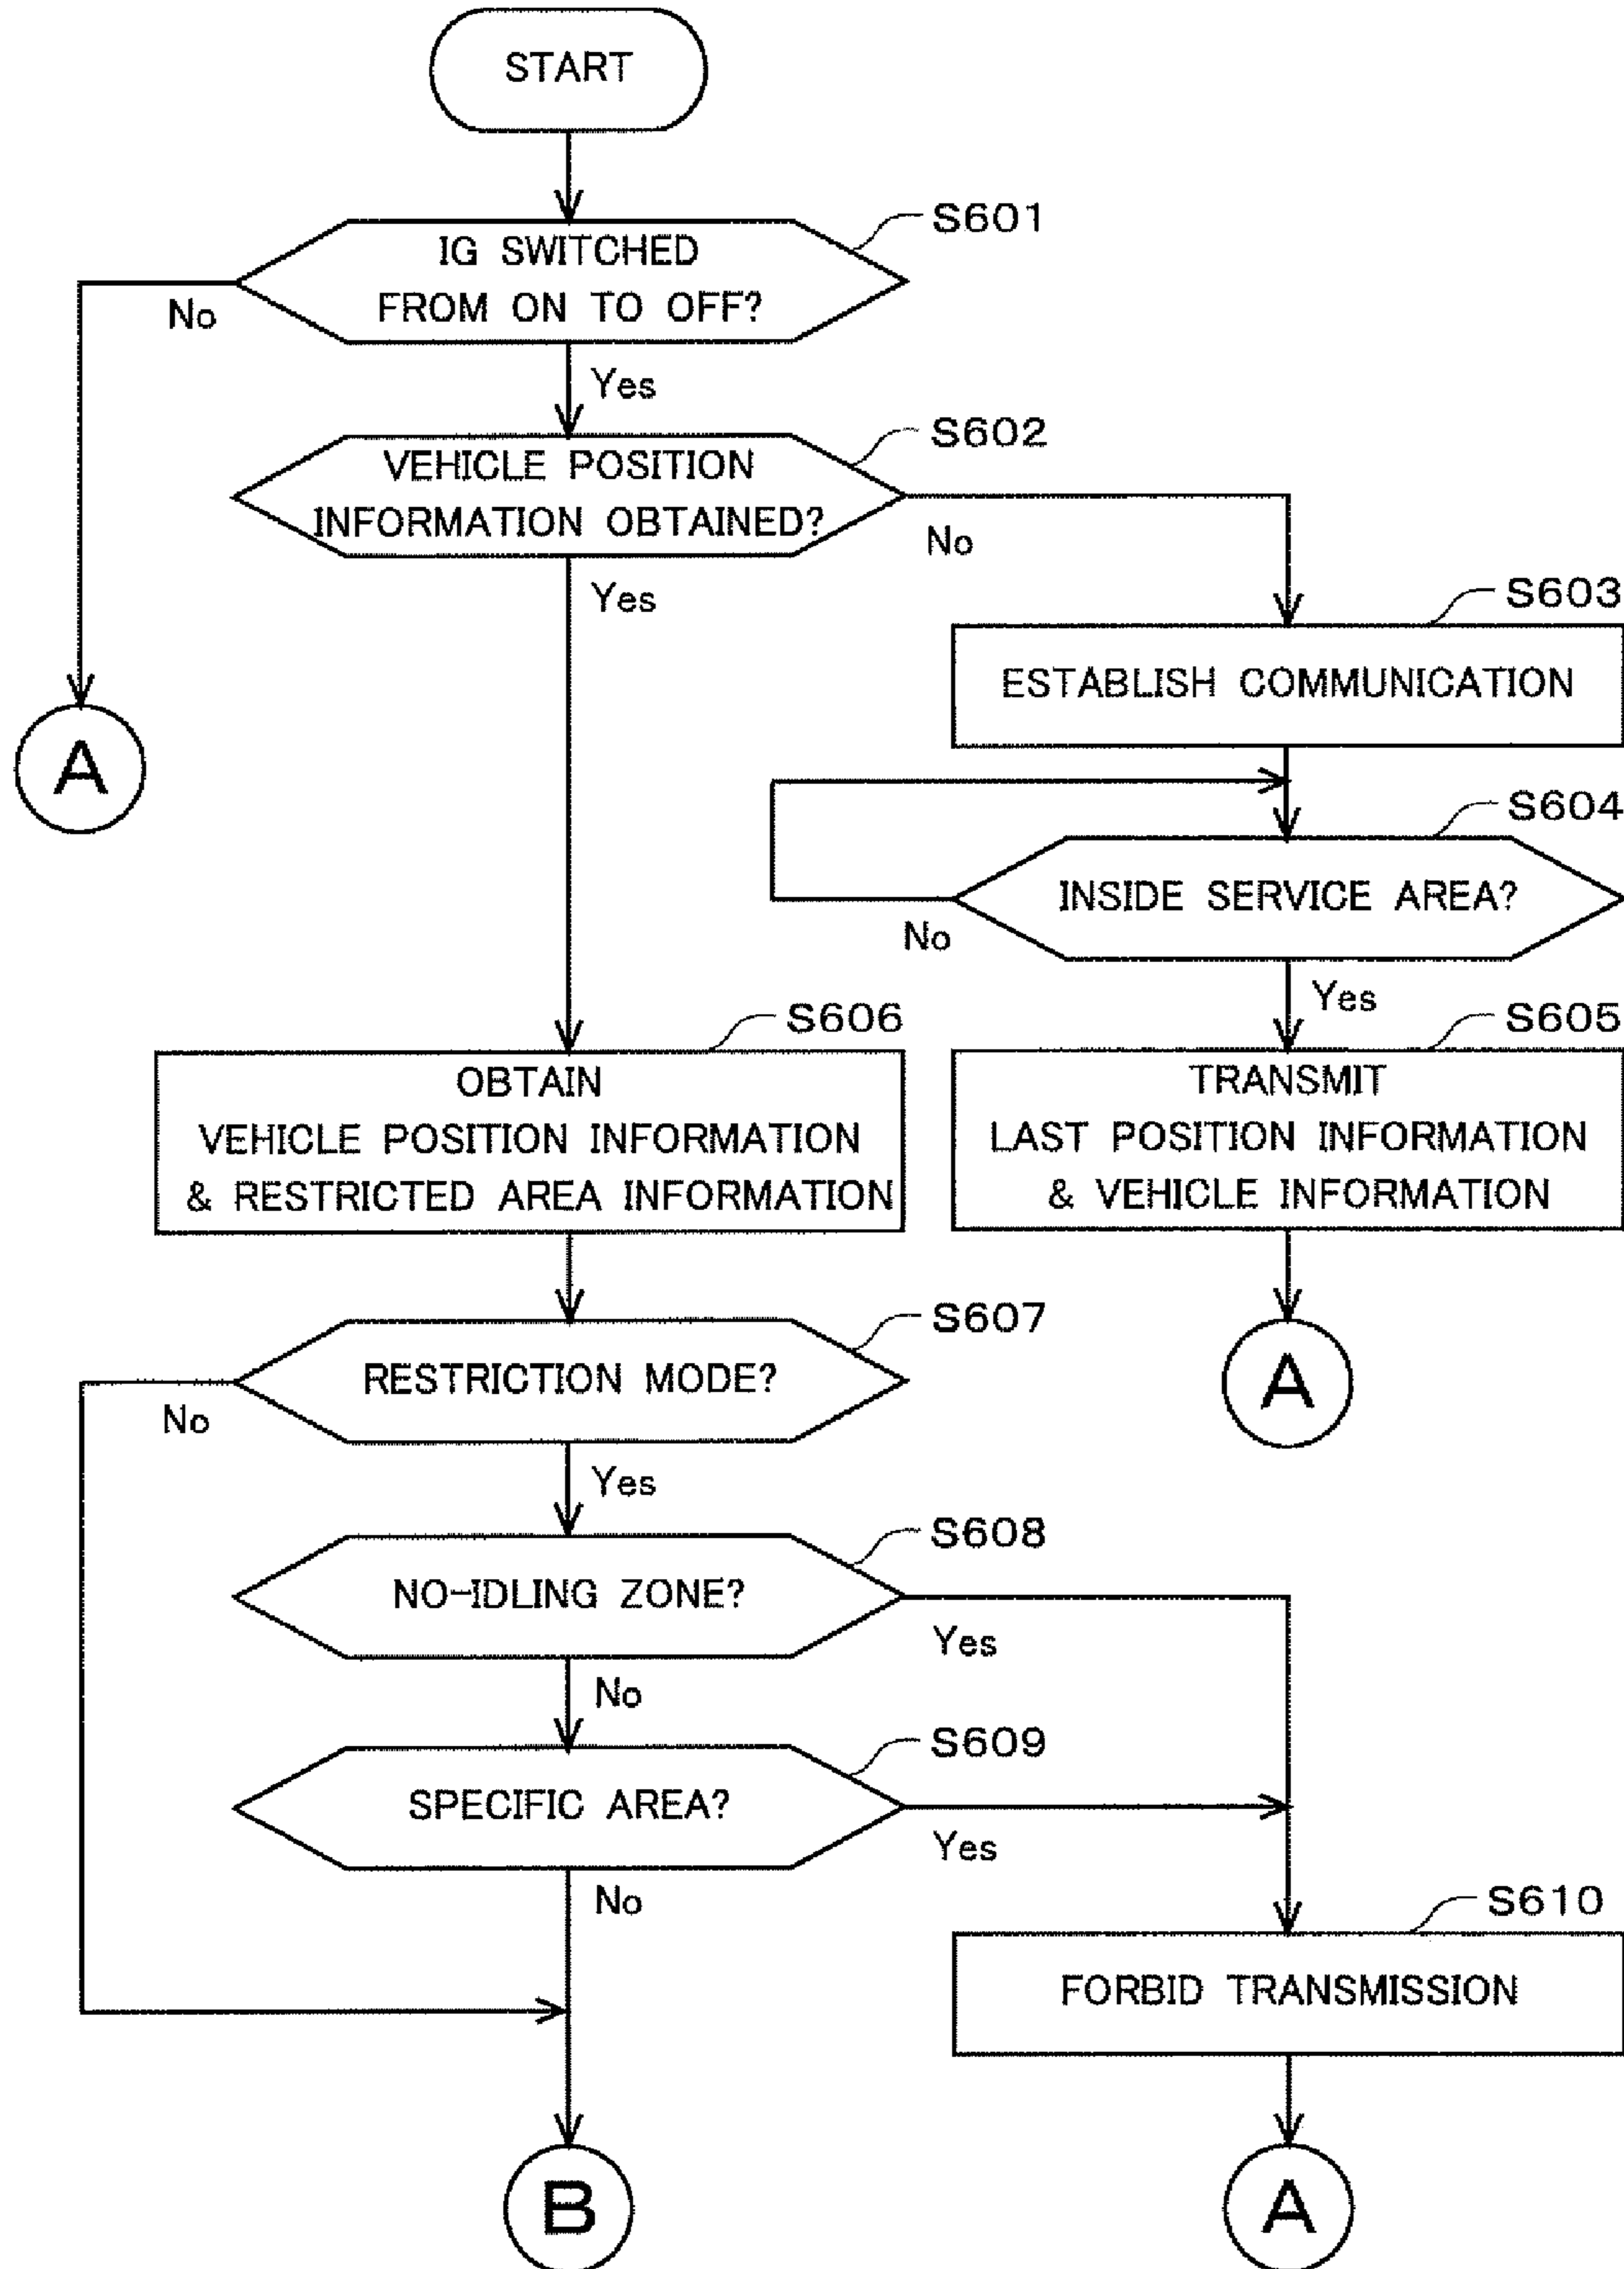 START
S601
IG SWITCHED
FROM ON TO OFF?
No
Yes
S602
VEHICLE POSITION
INFORMATION OBTAINED?
No
Yes
S603
ESTABLISH COMMUNICATION
A
S604
INSIDE SERVICE AREA?
No
Yes
S606
S605
OBTAIN
VEHICLE POSITION INFORMATION
& RESTRICTED AREA INFORMATION
TRANSMIT
LAST POSITION INFORMATION
& VEHICLE INFORMATION
S607
RESTRICTION MODE?
No
Yes
A
S608
NO-IDLING ZONE?
Yes
No
S609
SPECIFIC AREA?
Yes
No
S610
FORBID TRANSMISSION
B
A